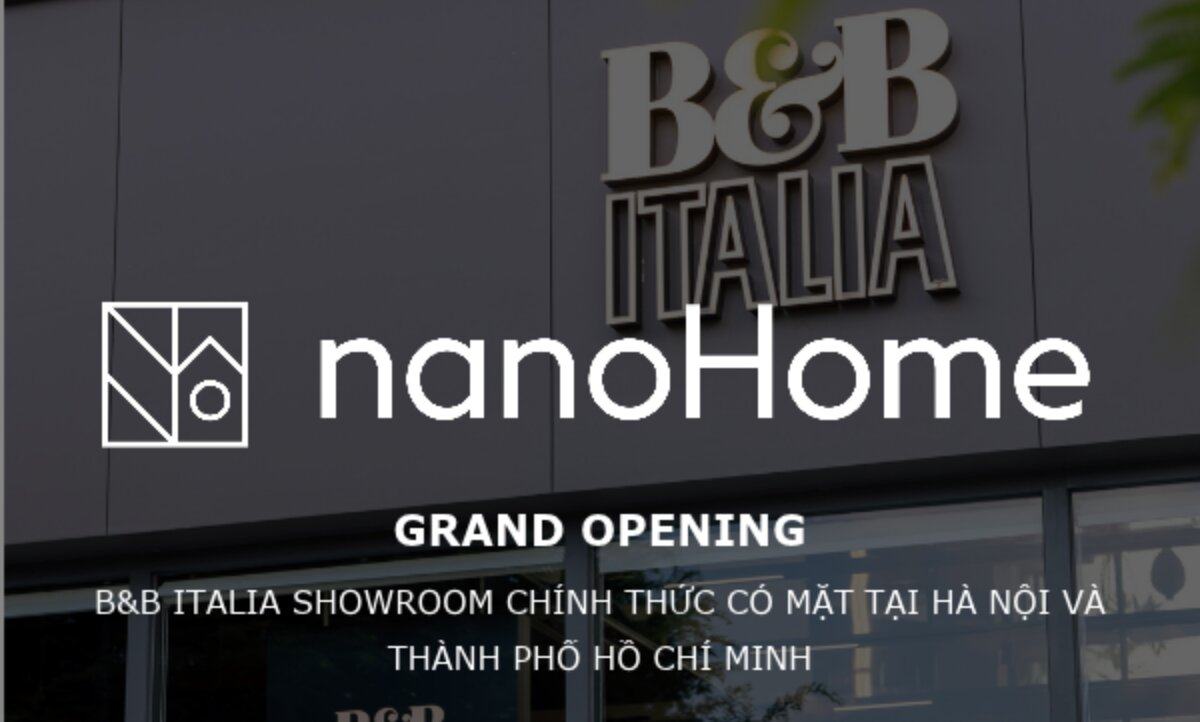 B&B
ITALIA
nanoHome
GRAND OPENING
B&B ITALIA SHOWROOM CHÍNH THỨC CÓ MẶT TẠI HÀ NỘI VÀ
THÀNH PHỐ HỒ CHÍ MINH
B&B